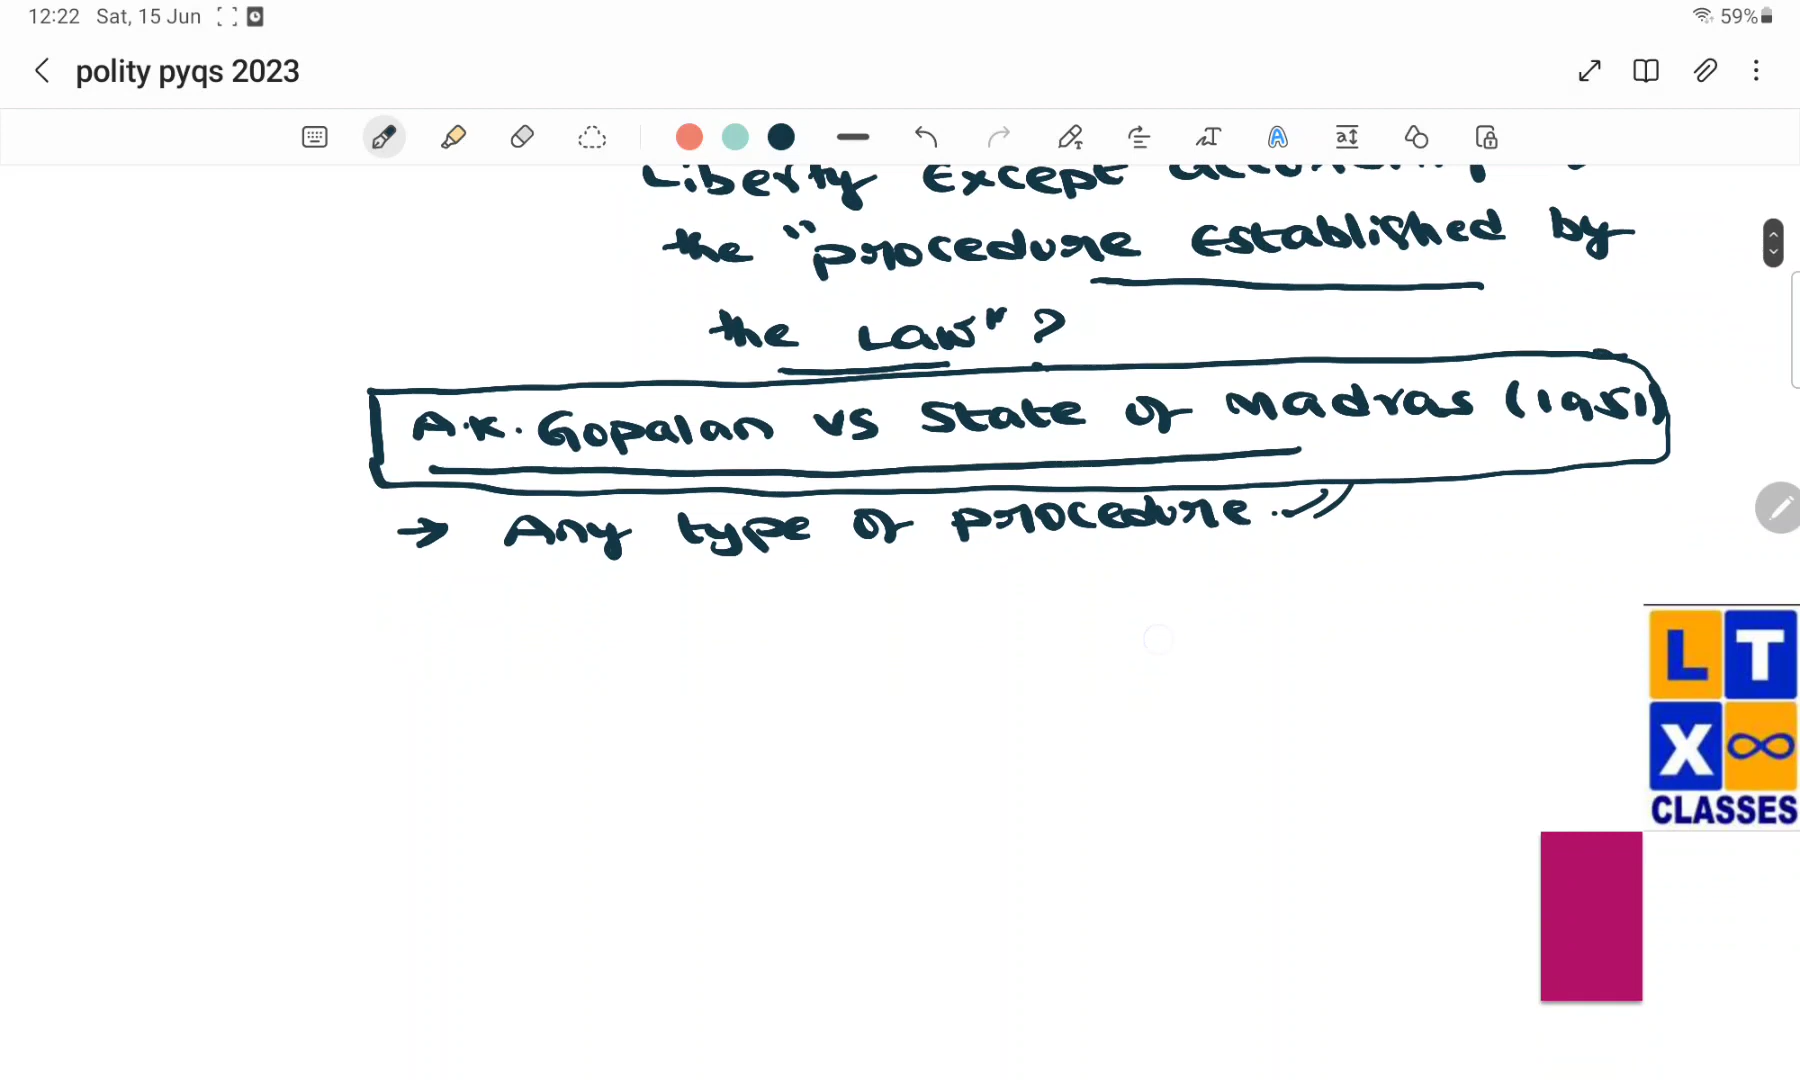 12:22 Sat, 15 Jun
59%
polity pyqs 2023
Liberty Except
the "procedure Established by
the Law" ?
A.K. Gopalan vs State of Madras (1951)
→ Any type of procedure.
L T
X ∞
CLASSES